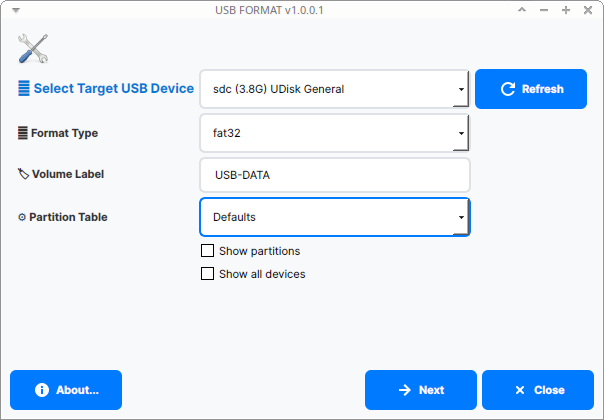 USB FORMAT v1.0.0.1
Select Target USB Device
sdc (3.8G) UDisk General
Refresh
Format Type
fat32
Volume Label
USB-DATA
Partition Table
Defaults
Show partitions
Show all devices
About...
Next
Close